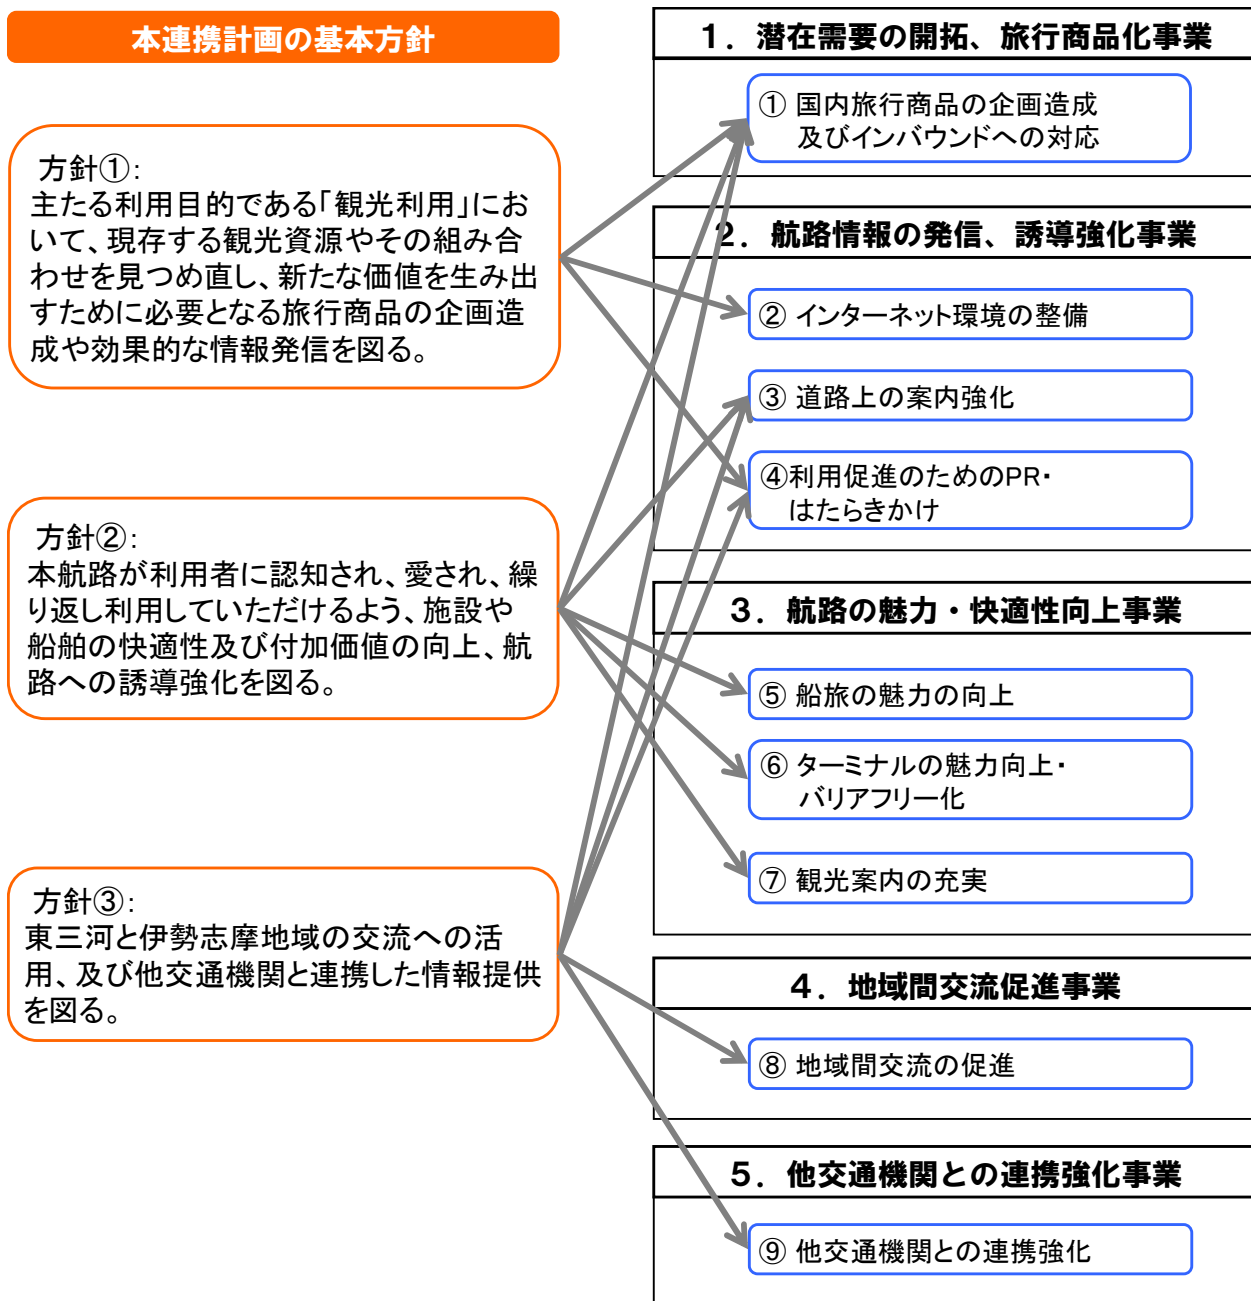 本連携計画の基本方針
方針①：
主たる利用目的である「観光利用」にお
いて、現存する観光資源やその組み合
わせを見つめ直し、新たな価値を生み出
すために必要となる旅行商品の企画造
成や効果的な情報発信を図る。
方針②：
本航路が利用者に認知され、愛され、繰
り返し利用していただけるよう、施設や
船舶の快適性及び付加価値の向上、航
路への誘導強化を図る。
方針③：
東三河と伊勢志摩地域の交流への活
用、及び他交通機関と連携した情報提供
を図る。
１．潜在需要の開拓、旅行商品化事業
① 国内旅行商品の企画造成
及びインバウンドへの対応
２．航路情報の発信、誘導強化事業
② インターネット環境の整備
③ 道路上の案内強化
④利用促進のためのPR・
はたらきかけ
３．航路の魅力・快適性向上事業
⑤ 船旅の魅力の向上
⑥ ターミナルの魅力向上・
バリアフリー化
⑦ 観光案内の充実
４．地域間交流促進事業
⑧ 地域間交流の促進
５．他交通機関との連携強化事業
⑨ 他交通機関との連携強化